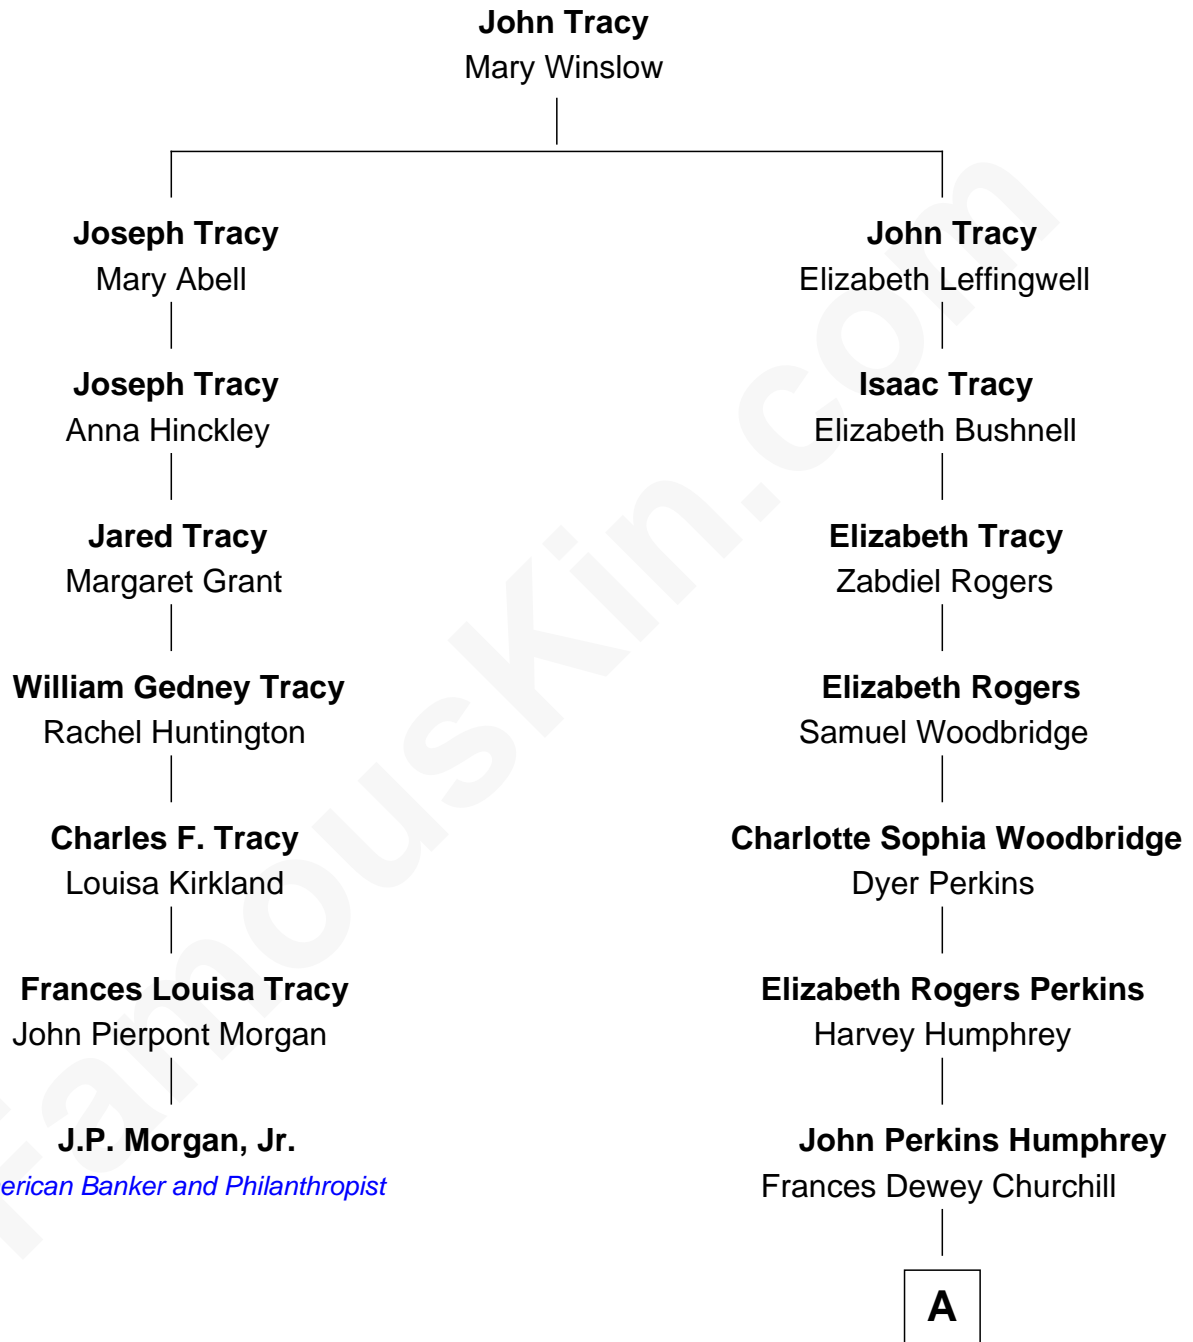 John Tracy
Mary Winslow
Joseph Tracy
Mary Abell
John Tracy
Elizabeth Leffingwell
Joseph Tracy
Anna Hinckley
Isaac Tracy
Elizabeth Bushnell
Jared Tracy
Margaret Grant
Elizabeth Tracy
Zabdiel Rogers
William Gedney Tracy
Rachel Huntington
Elizabeth Rogers
Samuel Woodbridge
Charles F. Tracy
Louisa Kirkland
Charlotte Sophia Woodbridge
Dyer Perkins
Frances Louisa Tracy
John Pierpont Morgan
Elizabeth Rogers Perkins
Harvey Humphrey
J.P. Morgan, Jr.
erican Banker and Philanthropist
John Perkins Humphrey
Frances Dewey Churchill
A
FamousKin.com